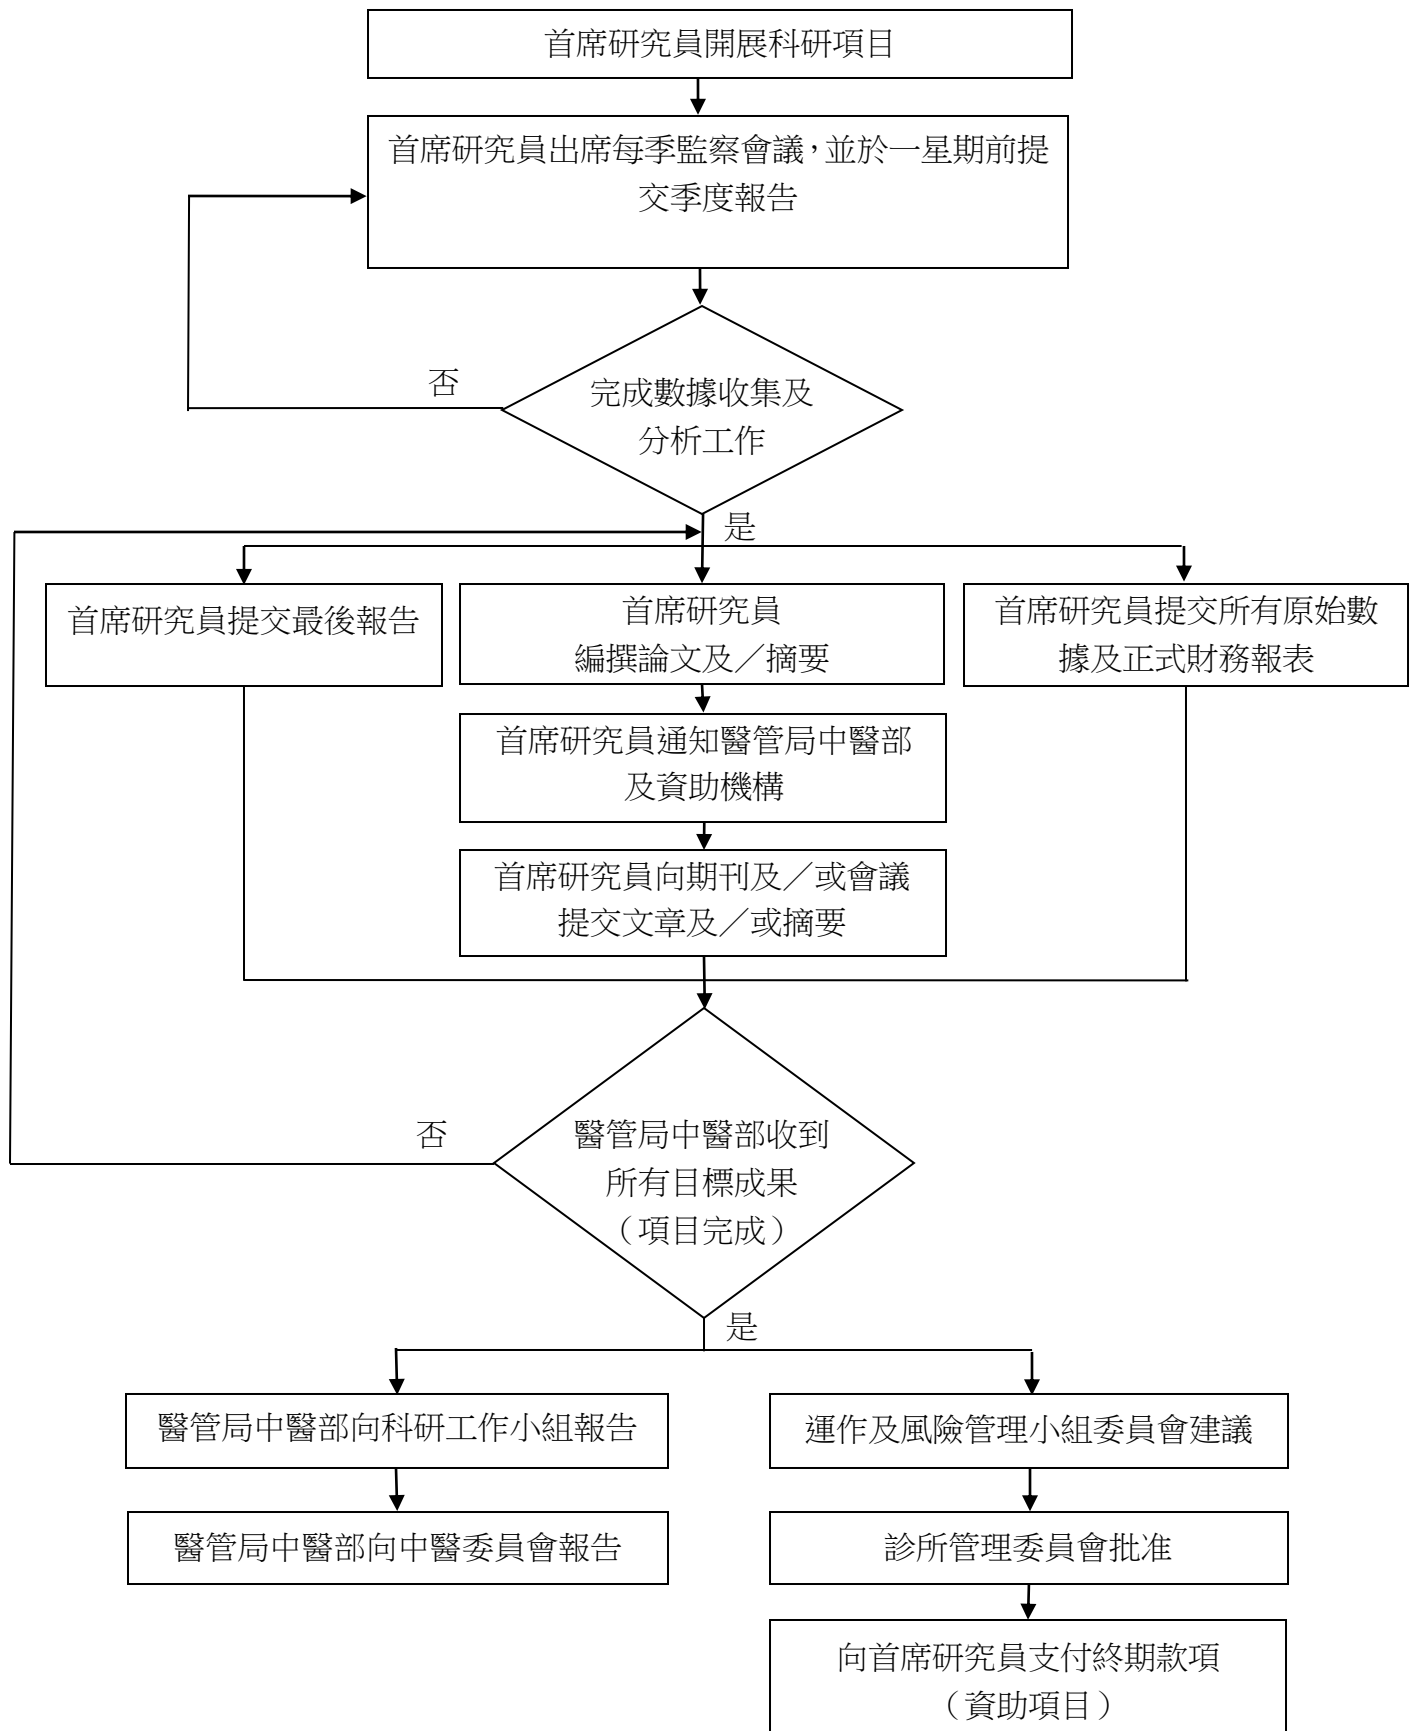 首席研究員開展科研項目
首席研究員出席每季監察會議，並於一星期前提
交季度報告
否
完成數據收集及
分析工作
是
首席研究員提交最後報告
首席研究員
編撰論文及／摘要
首席研究員提交所有原始數
據及正式財務報表
首席研究員通知醫管局中醫部
及資助機構
首席研究員向期刊及／或會議
提交文章及／或摘要
否
醫管局中醫部收到
所有目標成果
（項目完成）
是
醫管局中醫部向科研工作小組報告
運作及風險管理小組委員會建議
醫管局中醫部向中醫委員會報告
診所管理委員會批准
向首席研究員支付終期款項
（資助項目）